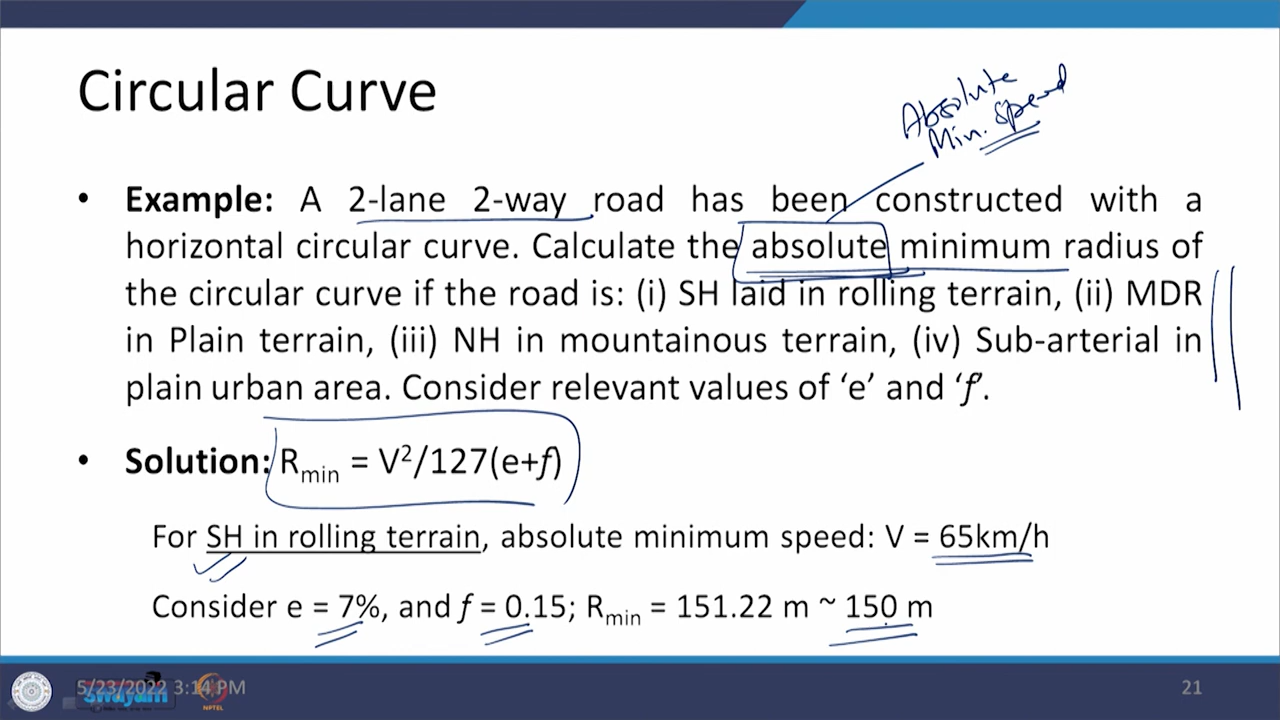 Circular Curve
Absolute
Min. speed
• Example: A 2-lane 2-way road has been constructed with a
horizontal circular curve. Calculate the absolute minimum radius of
the circular curve if the road is: (i) SH laid in rolling terrain, (ii) MDR
in Plain terrain, (iii) NH in mountainous terrain, (iv) Sub-arterial in
plain urban area. Consider relevant values of ‘e’ and ‘f’.
• Solution: Rmin = V²/127(e+f)
For SH in rolling terrain, absolute minimum speed: V = 65km/h
Consider e = 7%, and f = 0.15; Rmin = 151.22 m ~ 150 m
5/23/2022 3:14 PM
swayam
NPTEL
21